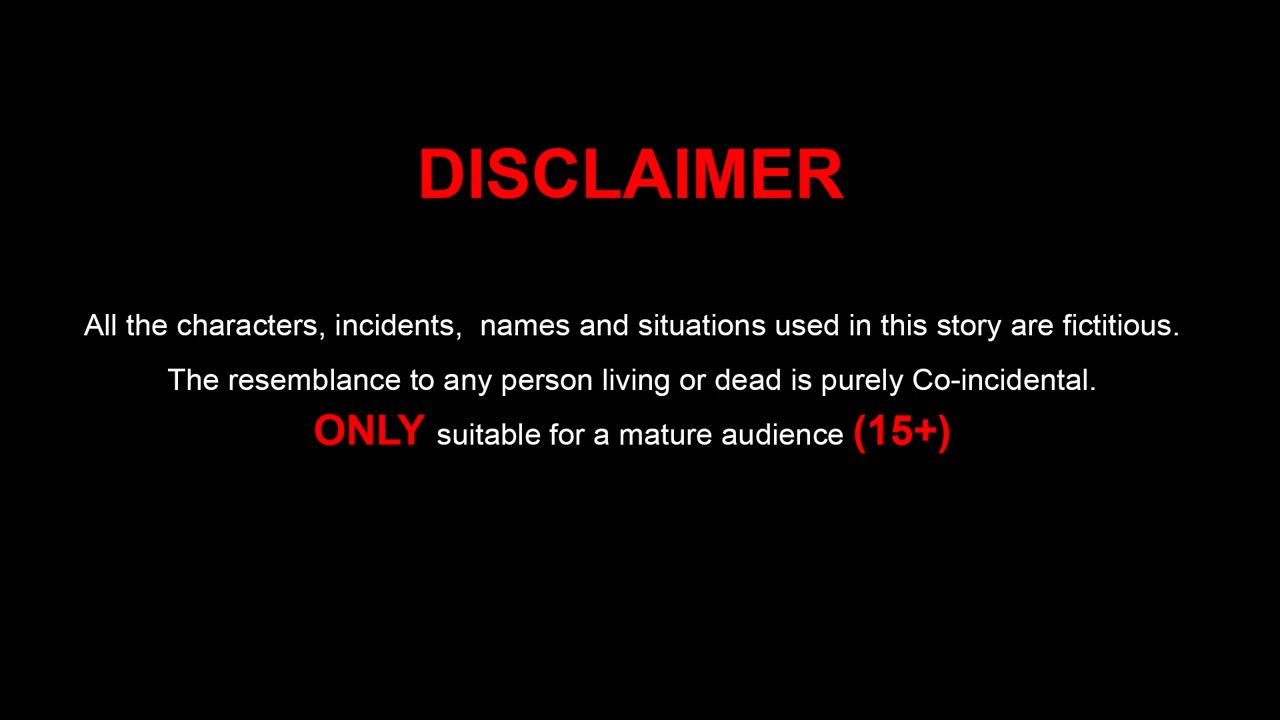 DISCLAIMER
All the characters, incidents,  names and situations used in this story are fictitious.
The resemblance to any person living or dead is purely Co-incidental.
ONLY suitable for a mature audience (15+)